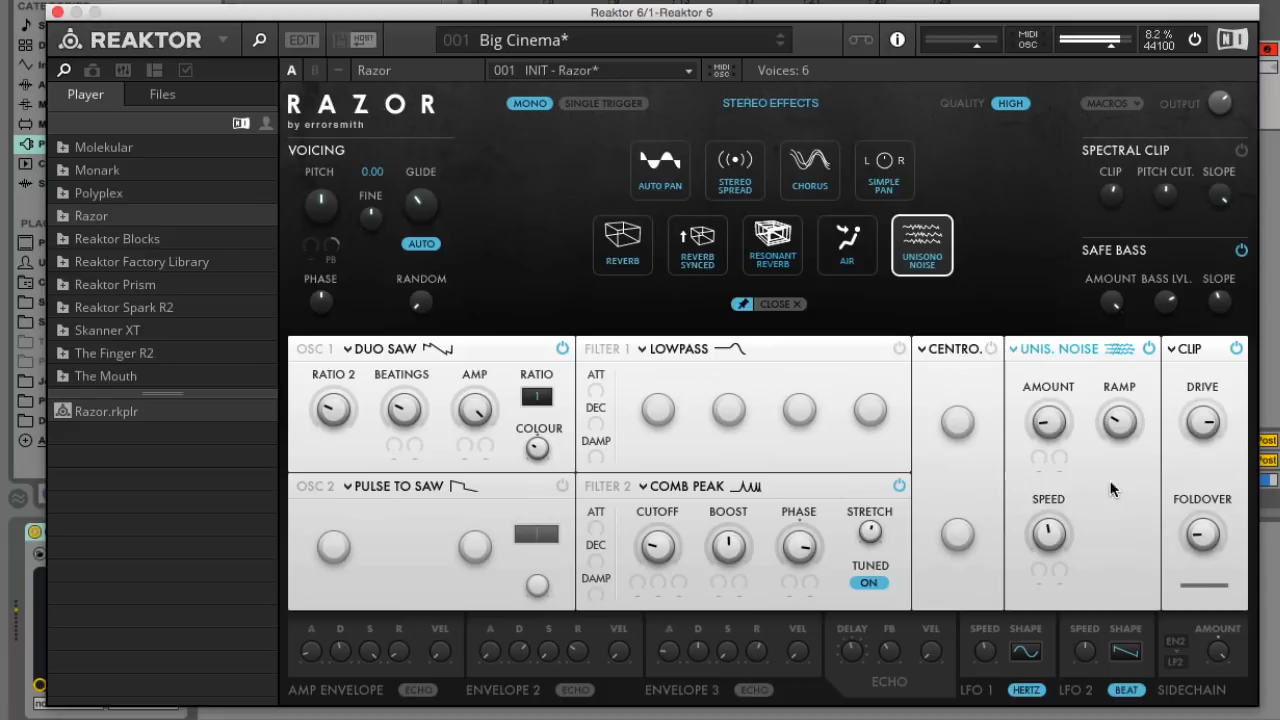 Reaktor 6/1-Reaktor 6
REAKTOR
EDIT
HOST
001 Big Cinema*
MIDI
OSC
8.2 %
44100
A B
Razor
001 INIT - Razor*
MIDI
OSC
Voices: 6
Player
Files
Molekular
Monark
Polyplex
Razor
Reaktor Blocks
Reaktor Factory Library
Reaktor Prism
Reaktor Spark R2
Skanner XT
The Finger R2
The Mouth
Razor.rkplr
RAZOR
by errorsmith
MONO
SINGLE TRIGGER
STEREO EFFECTS
QUALITY HIGH
MACROS
OUTPUT
VOICING
PITCH 0.00 GLIDE
FINE
PB
AUTO
PHASE
RANDOM
AUTO PAN
STEREO
SPREAD
CHORUS
L R
SIMPLE
PAN
REVERB
REVERB
SYNCED
RESONANT
REVERB
AIR
UNISONO
NOISE
CLOSE ×
SPECTRAL CLIP
CLIP PITCH CUT. SLOPE
SAFE BASS
AMOUNT BASS LVL. SLOPE
OSC 1 DUO SAW
RATIO 2 BEATINGS AMP RATIO
1
COLOUR
FILTER 1 LOWPASS
ATT
DEC
DAMP
CENTRO.
UNIS. NOISE
AMOUNT RAMP
SPEED
CLIP
DRIVE
FOLDOVER
OSC 2 PULSE TO SAW
FILTER 2 COMB PEAK
ATT
DEC
DAMP
CUTOFF BOOST PHASE STRETCH
TUNED
ON
A D S R VEL
AMP ENVELOPE ECHO
A D S R VEL
ENVELOPE 2 ECHO
A D S R VEL
ENVELOPE 3 ECHO
DELAY FB VEL
ECHO
SPEED SHAPE
LFO 1 HERTZ
SPEED SHAPE
LFO 2 BEAT
EN2
LP2
AMOUNT
SIDECHAIN
Post
Post